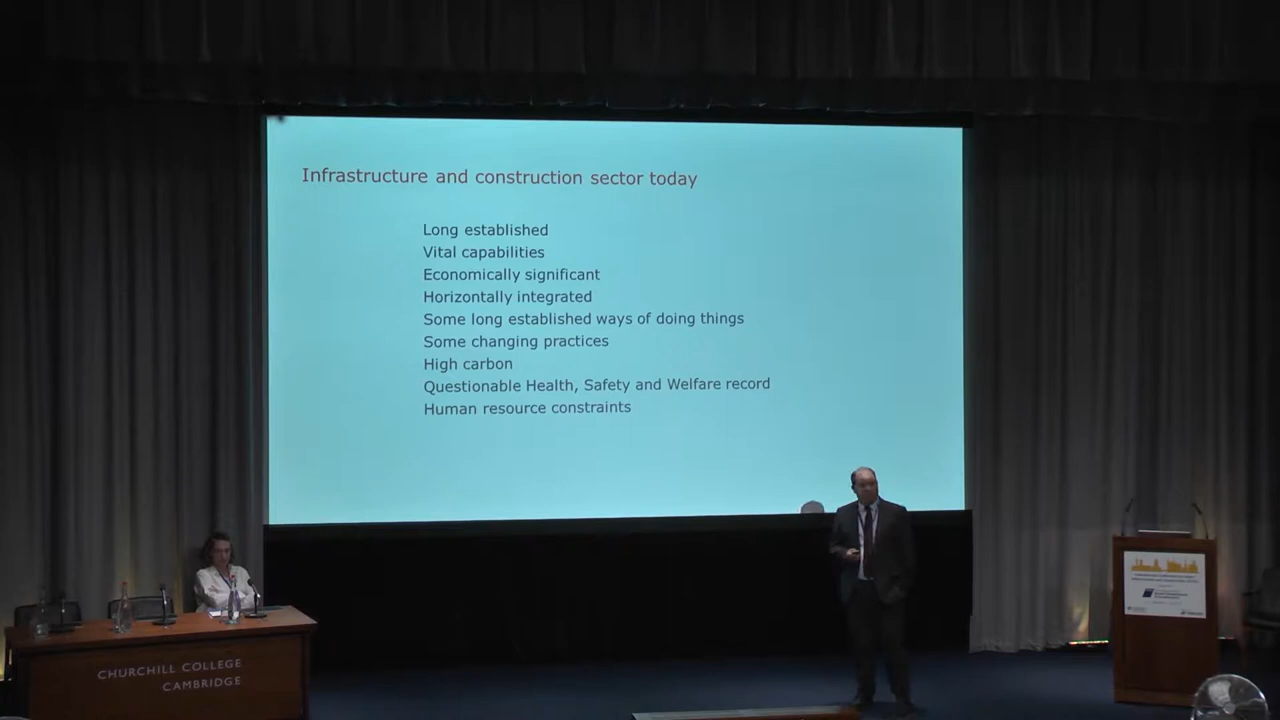 Infrastructure and construction sector today
Long established
Vital capabilities
Economically significant
Horizontally integrated
Some long established ways of doing things
Some changing practices
High carbon
Questionable Health, Safety and Welfare record
Human resource constraints
CHURCHILL COLLEGE
CAMBRIDGE